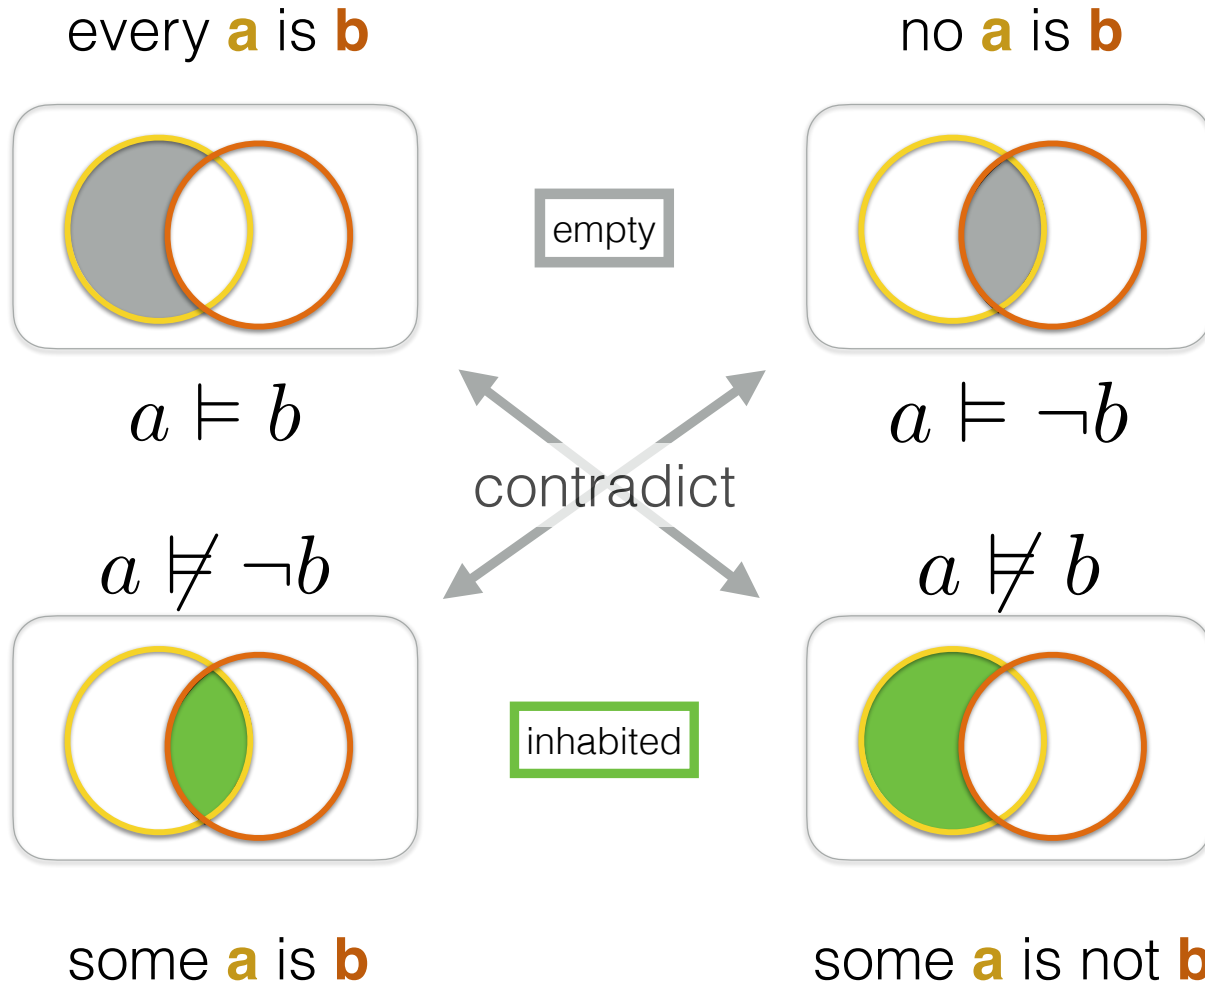 every a is b
no a is b
empty
a ⊨ b
a ⊨ ¬b
contradict
a ⊭ ¬b
a ⊭ b
inhabited
some a is b
some a is not b